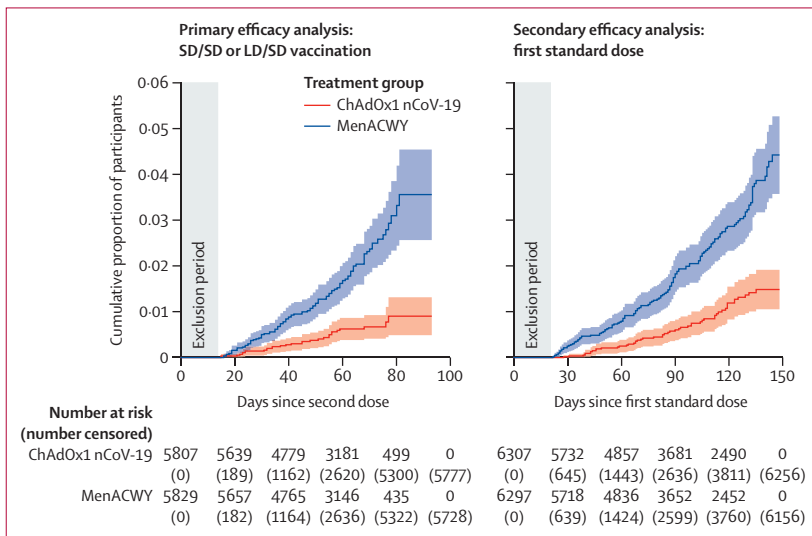 Primary efficacy analysis:
SD/SD or LD/SD vaccination
Secondary efficacy analysis:
first standard dose
Treatment group
ChAdOx1 nCoV-19
MenACWY
Cumulative proportion of participants
0·06
0·05
0·04
0·03
0·02
0·01
0
Exclusion period
Exclusion period
0 20 40 60 80 100
Days since second dose
0 30 60 90 120 150
Days since first standard dose
Number at risk
(number censored)
ChAdOx1 nCoV-19 5807 5639 4779 3181 499 0 6307 5732 4857 3681 2490 0
(0) (189) (1162) (2620) (5300) (5777) (0) (645) (1443) (2636) (3811) (6256)
MenACWY 5829 5657 4765 3146 435 0 6297 5718 4836 3652 2452 0
(0) (182) (1164) (2636) (5322) (5728) (0) (639) (1424) (2599) (3760) (6156)